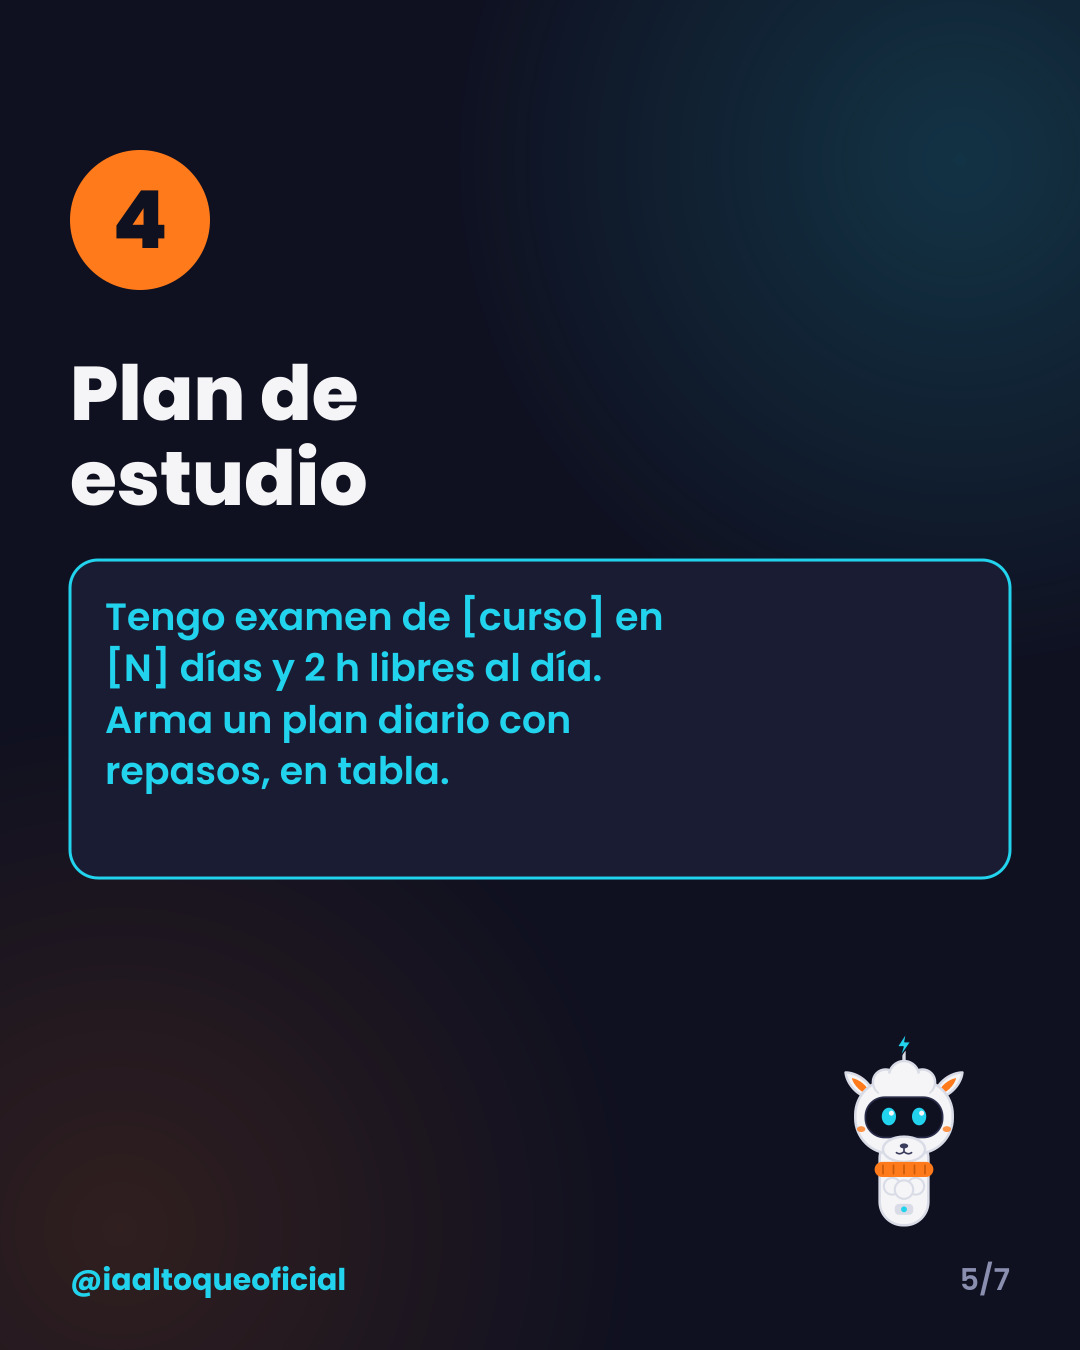 4
Plan de
estudio
Tengo examen de [curso] en
[N] días y 2 h libres al día.
Arma un plan diario con
repasos, en tabla.
@iaaltoqueoficial
5/7